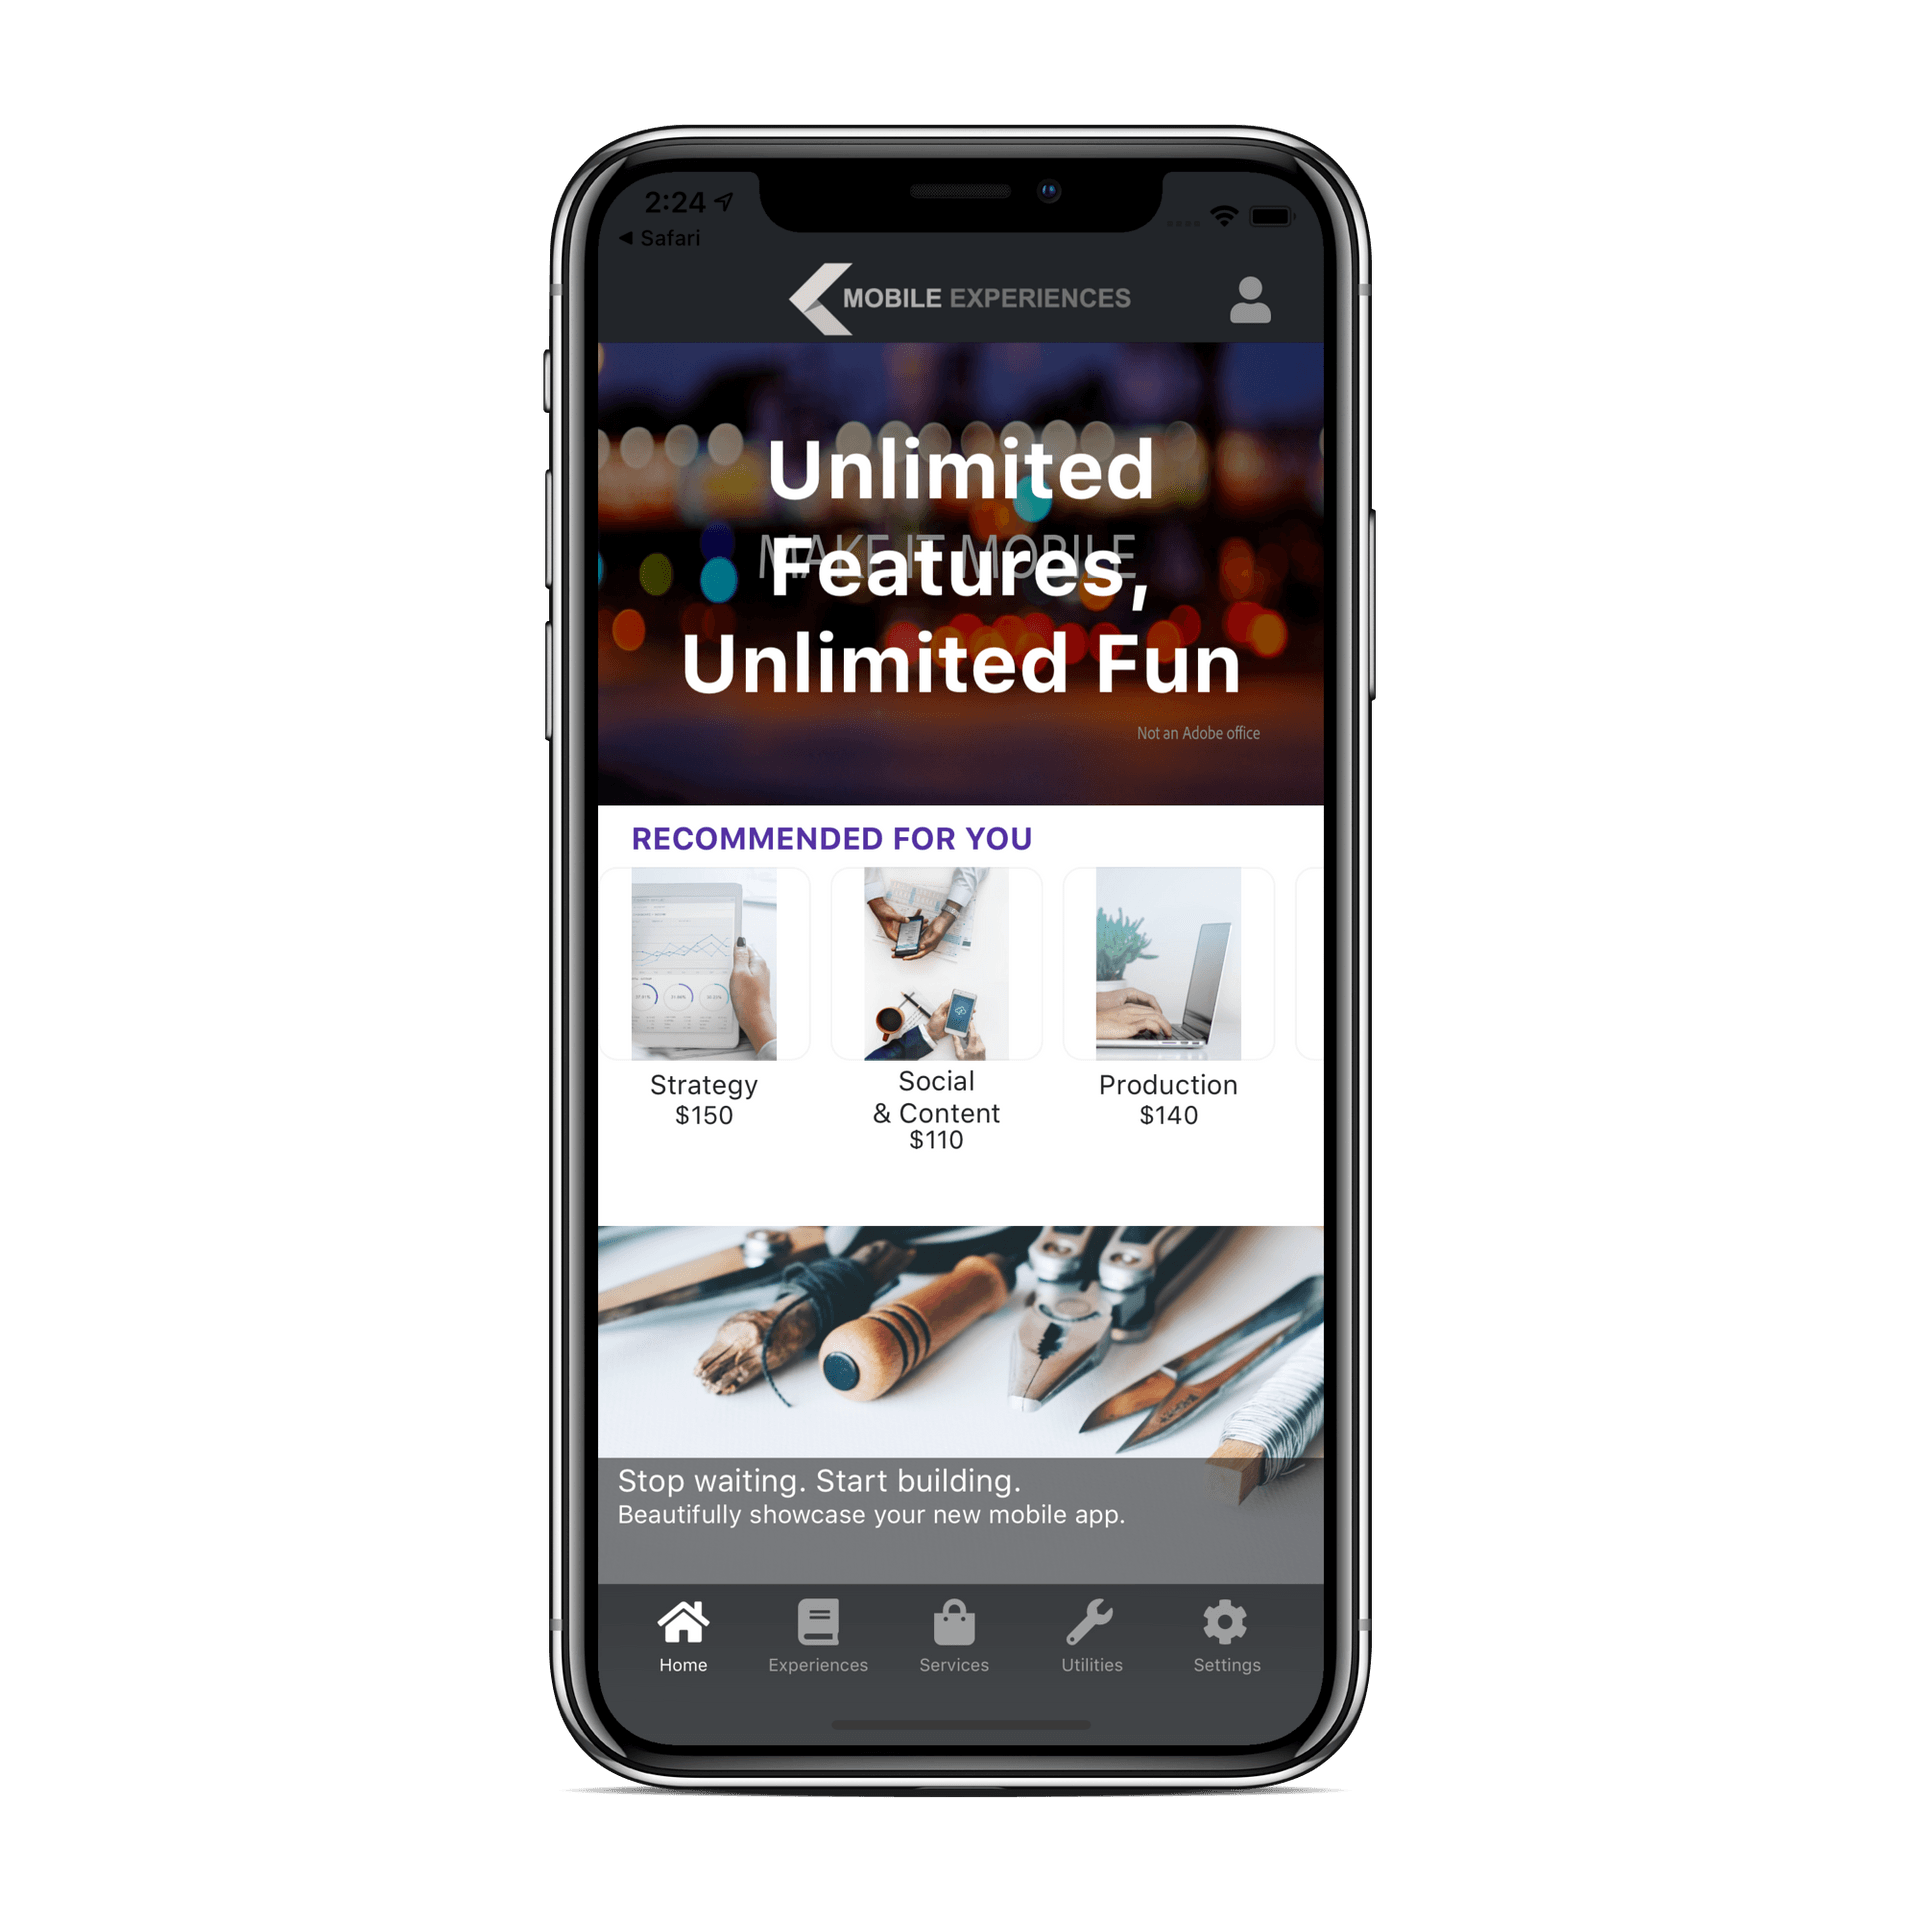 2:24
Safari
MOBILE EXPERIENCES
Unlimited
MAKE IT MOBILE
Features,
Unlimited Fun
Not an Adobe office
RECOMMENDED FOR YOU
Strategy
$150
Social
& Content
$110
Production
$140
Stop waiting. Start building.
Beautifully showcase your new mobile app.
Home
Experiences
Services
Utilities
Settings